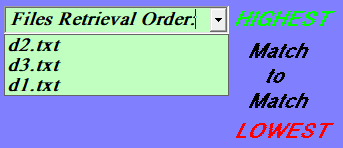 Files Retrieval Order:
d2.txt
d3.txt
d1.txt
HIGHEST
Match
to
Match
LOWEST